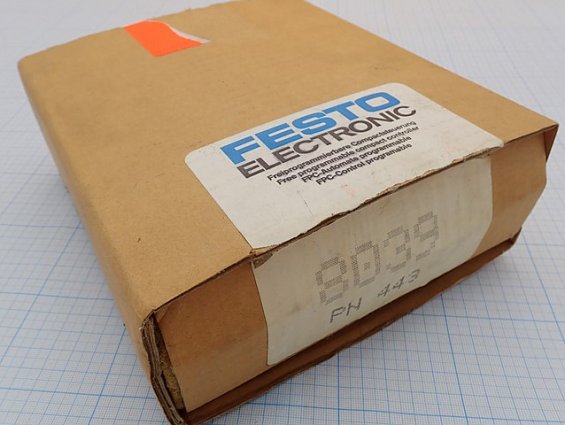 FESTO
ELECTRONIC
Freiprogrammierbare Compactsteuerung
Free programmable compact controller
FPC-Automate programmable
FPC-Control programable
8039
PN 443